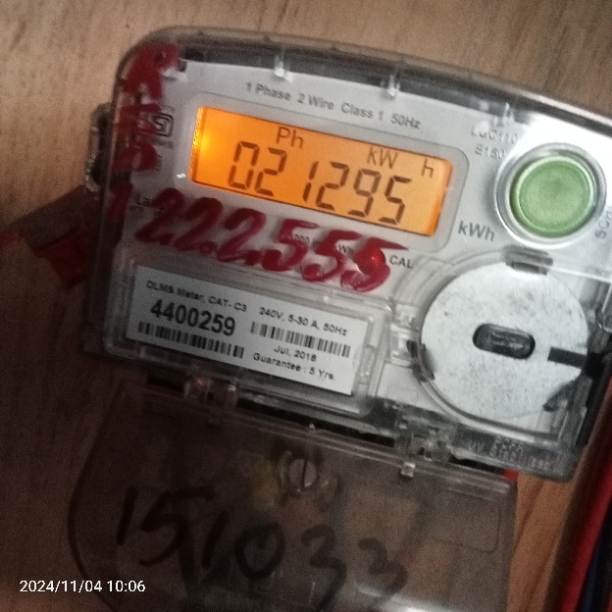 1 Phase 2 Wire Class 1 50Hz
Ph
kW h
021295
kWh
222.555
CAL
DLMS Meter, CAT- C3 240V, 5-30 A, 50Hz
4400259
Jul, 2016
Guarantee : 5 Yrs.
151033
2024/11/04 10:06